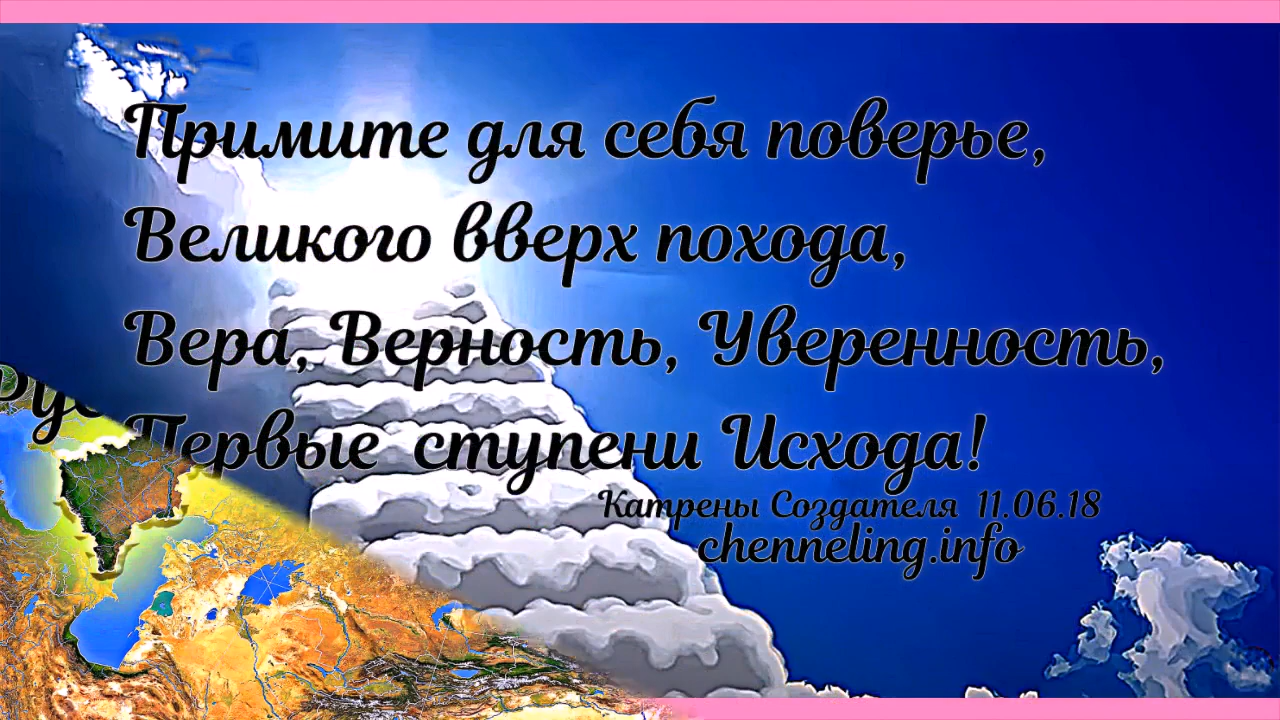 Примите для себя поверье,
Великого вверх похода,
Вера, Верность, Уверенность,
Первые ступени Исхода!
Катрены Создателя 11.06.18
chenneling.info